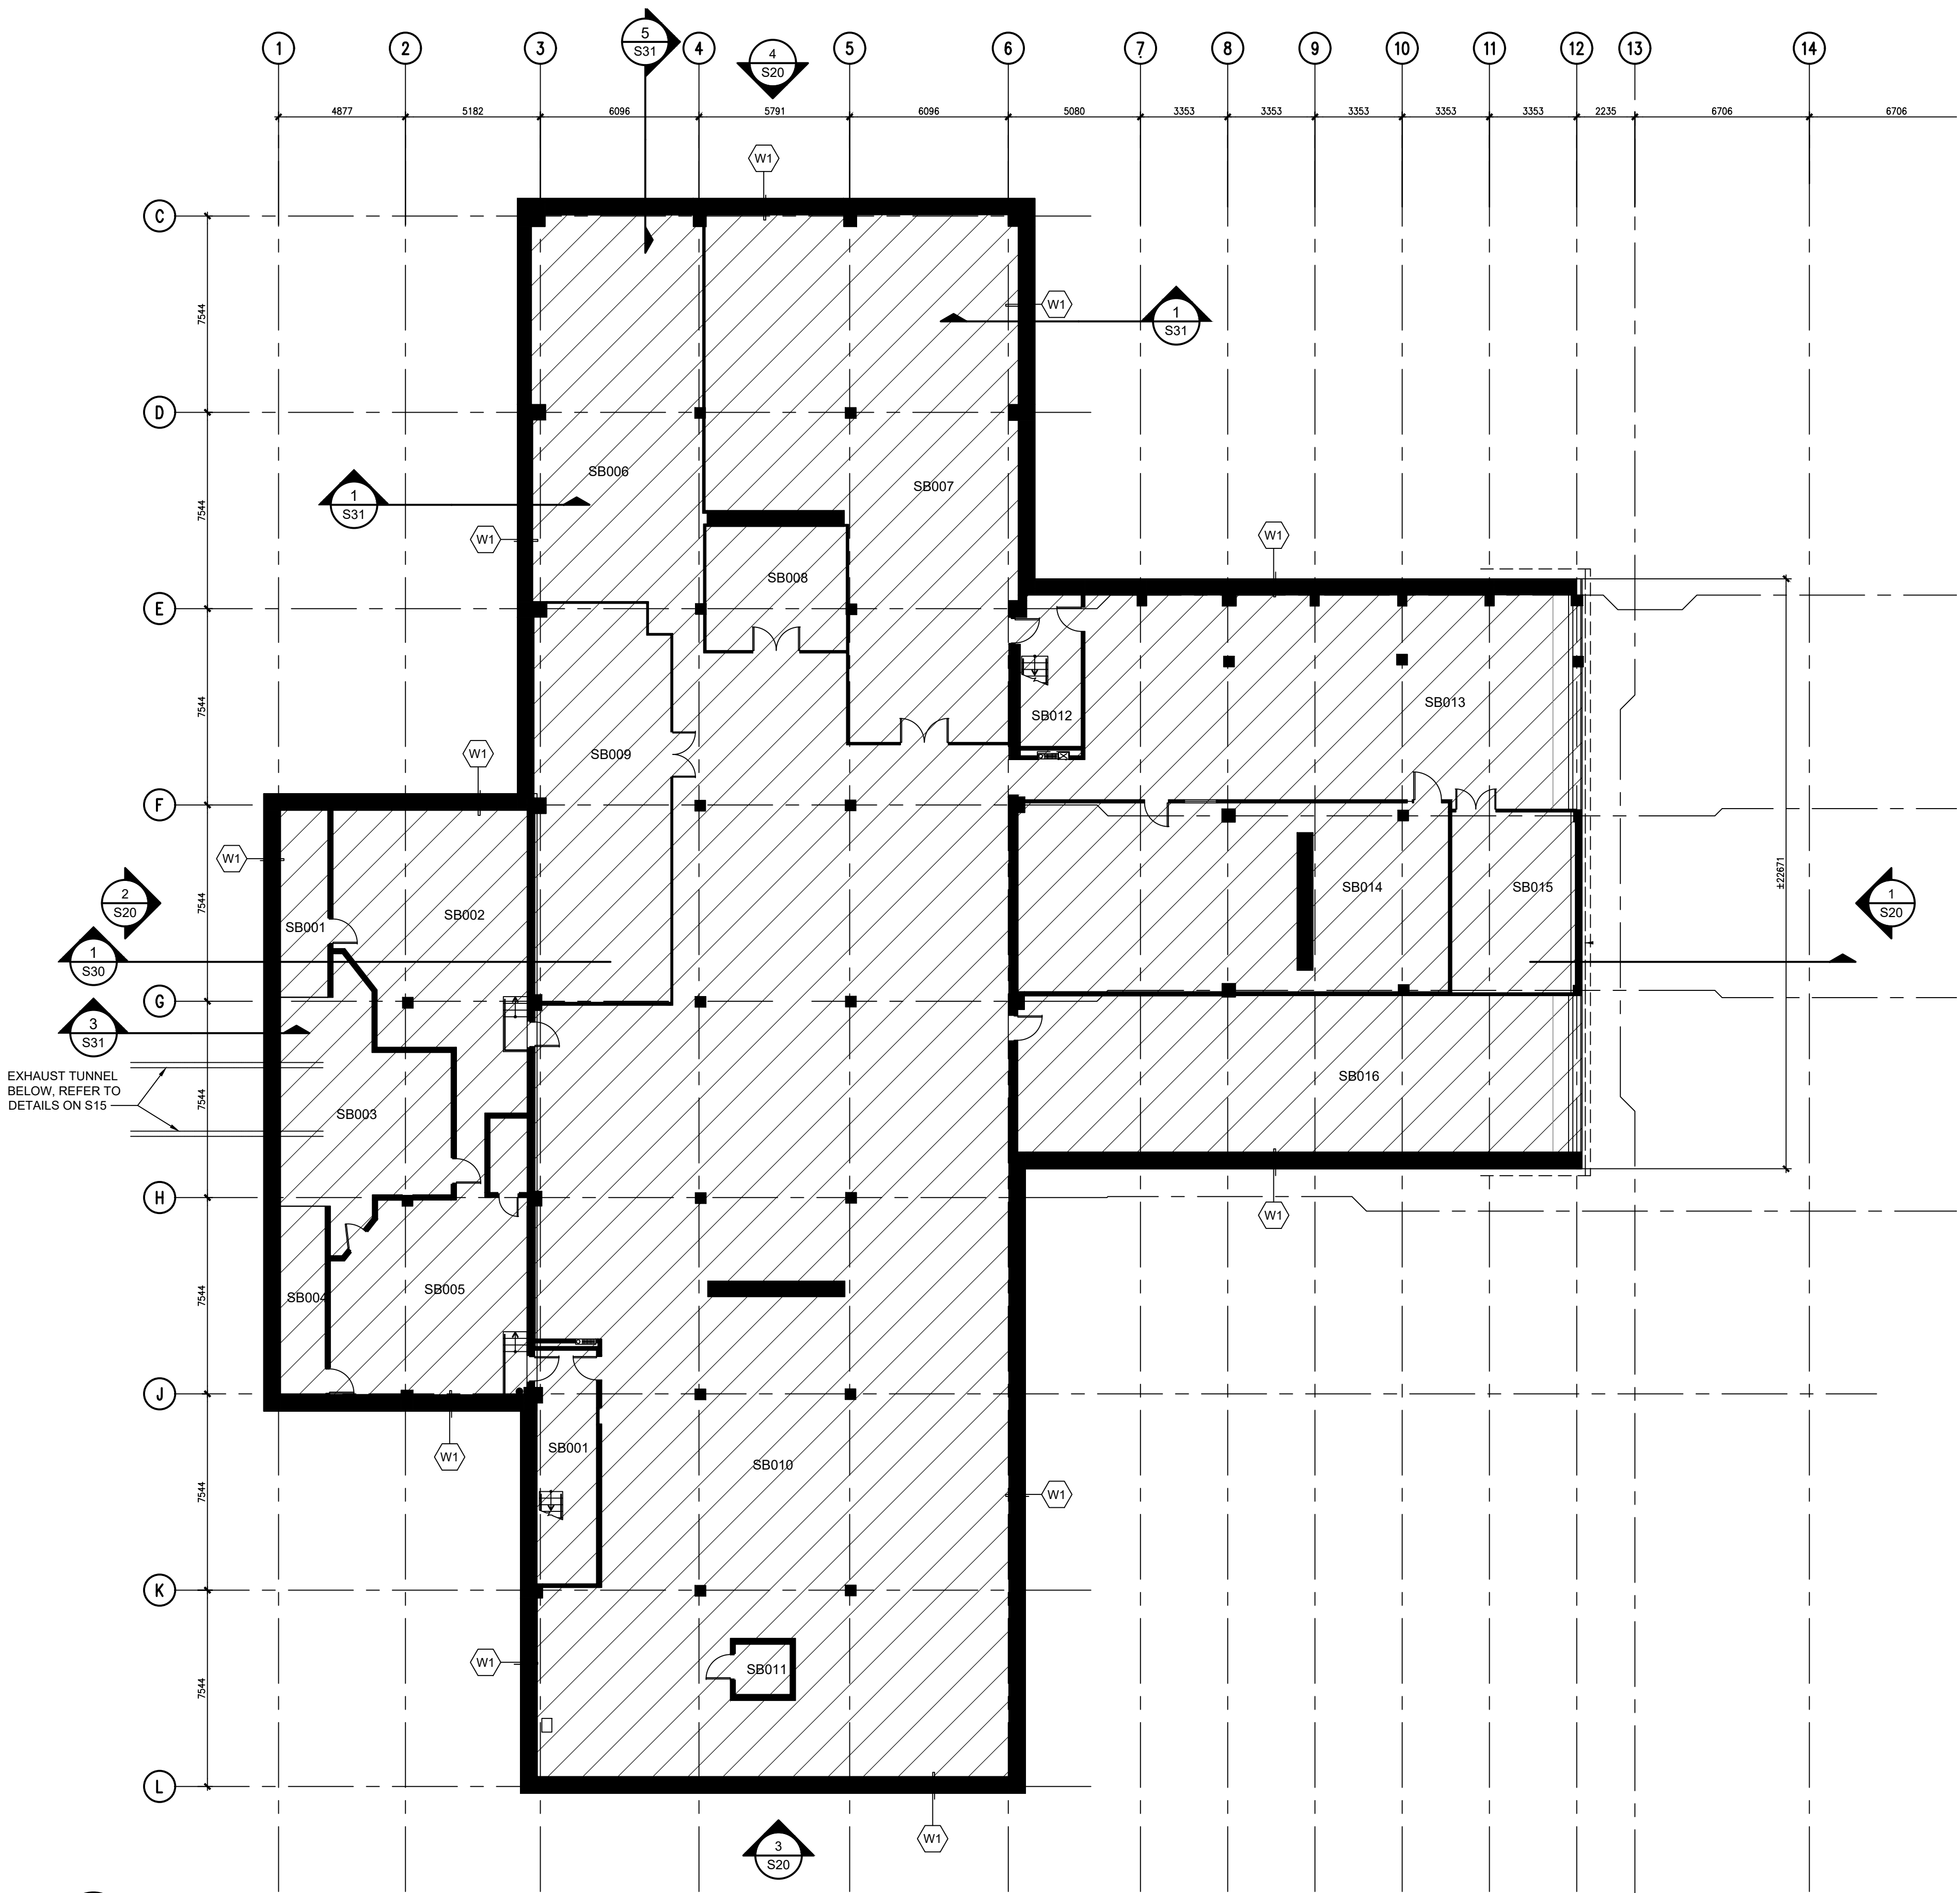 1
2
3
5
S31
4
4
S20
5
6
7
8
9
10
11
12
13
14
4877
5182
6096
5791
6096
5080
3353
3353
3353
3353
3353
2235
6706
6706
W1
C
7544
W1
1
S31
D
SB006
SB007
1
S31
7544
W1
W1
SB008
E
7544
SB013
SB012
W1
SB009
F
W1
±22671
2
S20
7544
SB014
SB015
1
S20
SB002
SB001
1
S30
G
3
S31
EXHAUST TUNNEL
BELOW, REFER TO
DETAILS ON S15
7544
SB016
SB003
H
W1
7544
SB004
SB005
J
SB001
W1
SB010
7544
W1
K
W1
SB011
7544
L
W1
3
S20